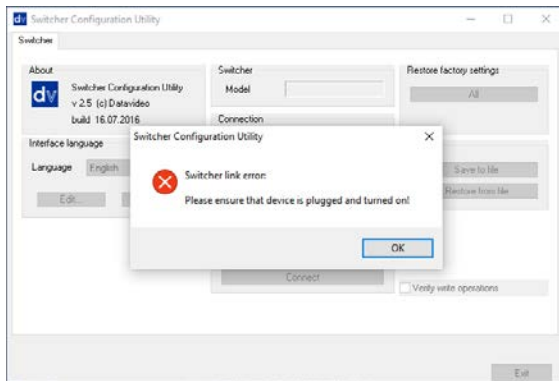 dv Switcher Configuration Utility
Switcher
About
dv
Switcher Configuration Utility
v 2.5 (c) Datavideo
build 16.07.2016
Switcher
Model
Restore factory settings
All
Connection
Interface language
Language English
Edit...
Switcher Configuration Utility
Switcher link error:
Please ensure that device is plugged and turned on!
OK
Save to file
Restore from file
Connect
Verify write operations
Exit